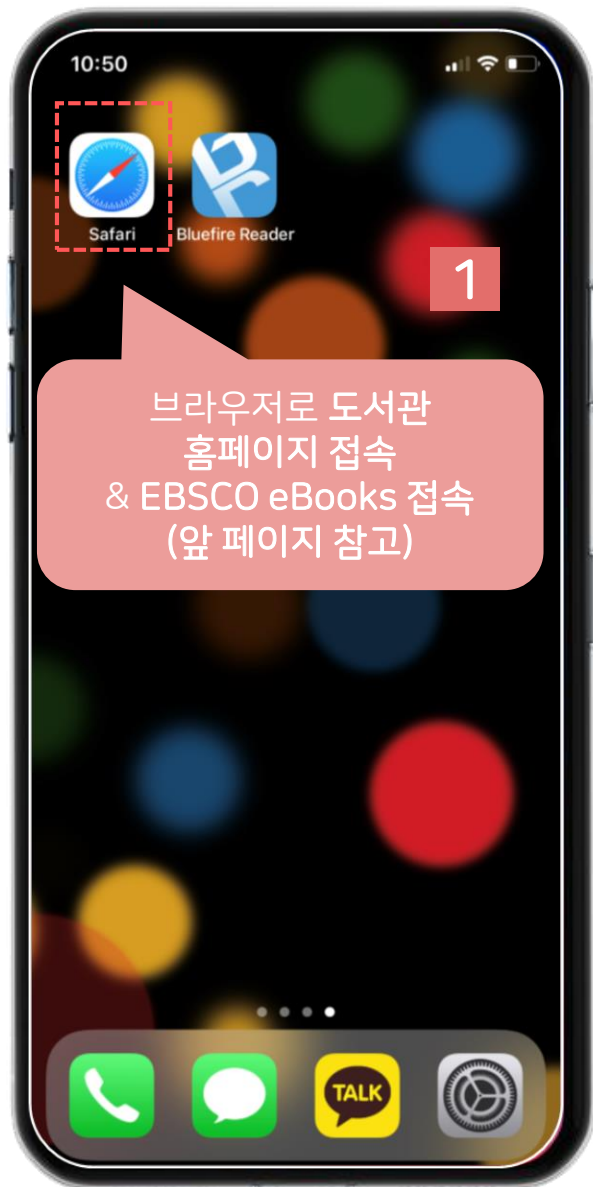 10:50
Safari
Bluefire Reader
1
브라우저로 도서관
홈페이지 접속
& EBSCO eBooks 접속
(앞 페이지 참고)
TALK